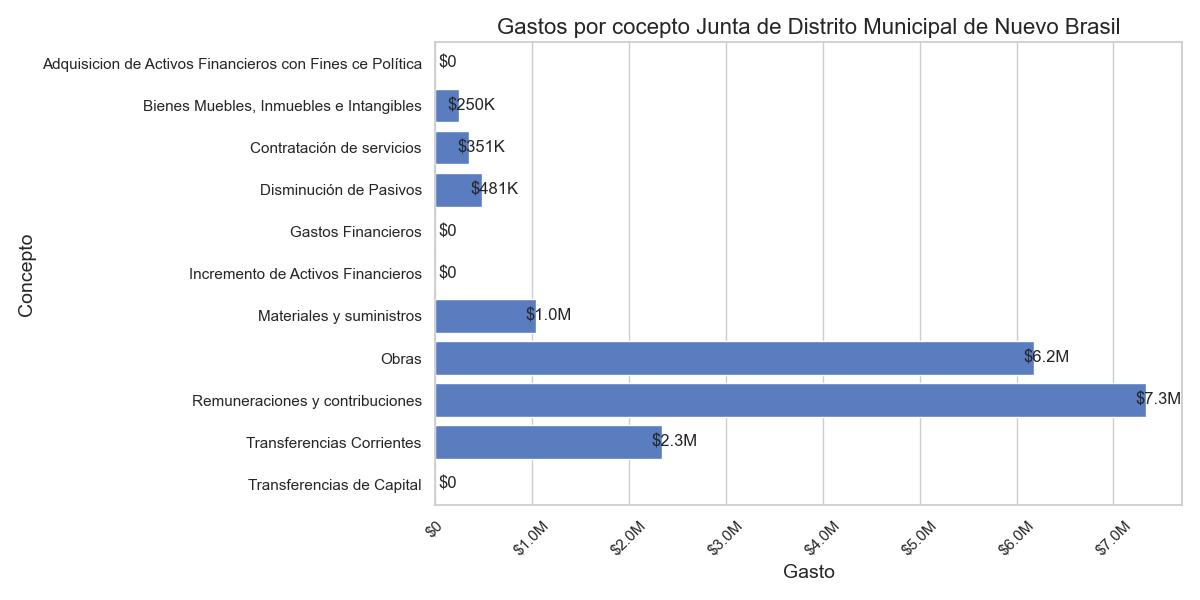 Gastos por cocepto Junta de Distrito Municipal de Nuevo Brasil
Concepto
Adquisicion de Activos Financieros con Fines ce Política $0
Bienes Muebles, Inmuebles e Intangibles $250K
Contratación de servicios $351K
Disminución de Pasivos $481K
Gastos Financieros $0
Incremento de Activos Financieros $0
Materiales y suministros $1.0M
Obras $6.2M
Remuneraciones y contribuciones $7.3M
Transferencias Corrientes $2.3M
Transferencias de Capital $0
$0 $1.0M $2.0M $3.0M $4.0M $5.0M $6.0M $7.0M
Gasto